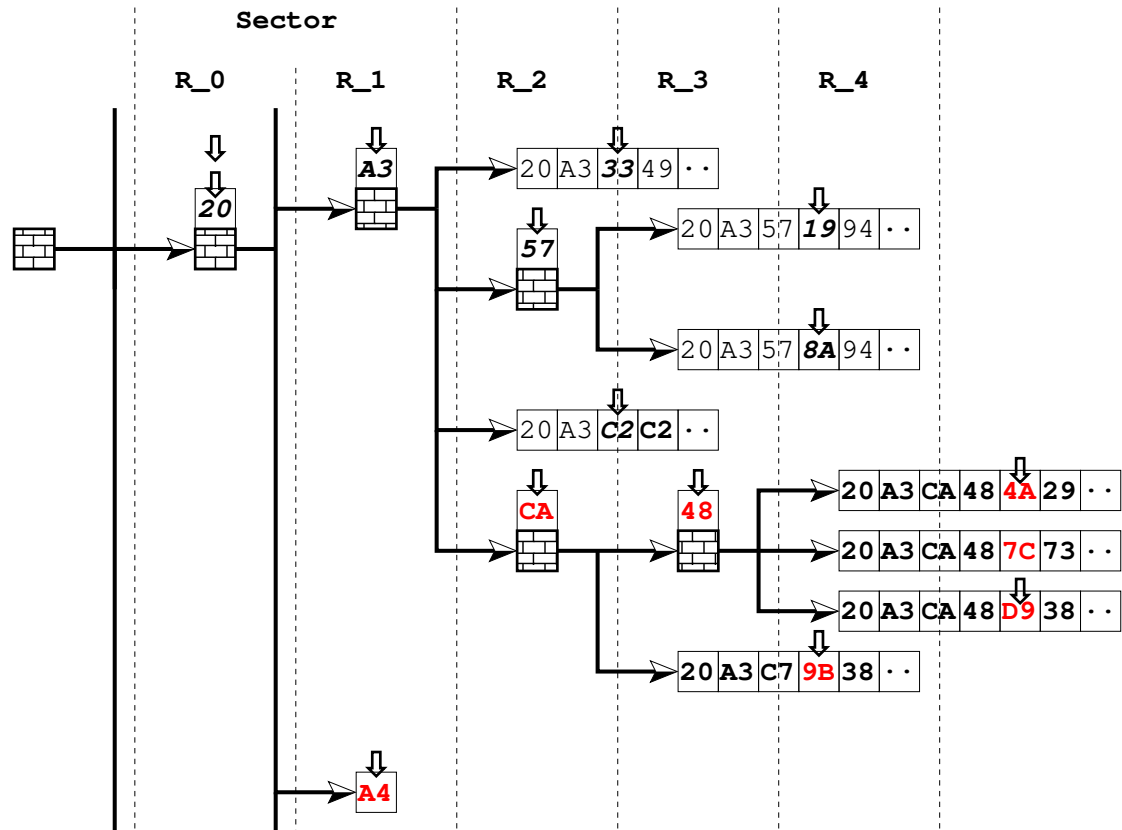 Sector
R_0 R_1 R_2 R_3 R_4
A3
20 A3 33 49 ..
20
57
20 A3 57 19 94 ..
20 A3 57 8A 94 ..
20 A3 C2 C2 ..
CA
48
20 A3 CA 48 4A 29 ..
20 A3 CA 48 7C 73 ..
20 A3 CA 48 D9 38 ..
20 A3 C7 9B 38 ..
A4